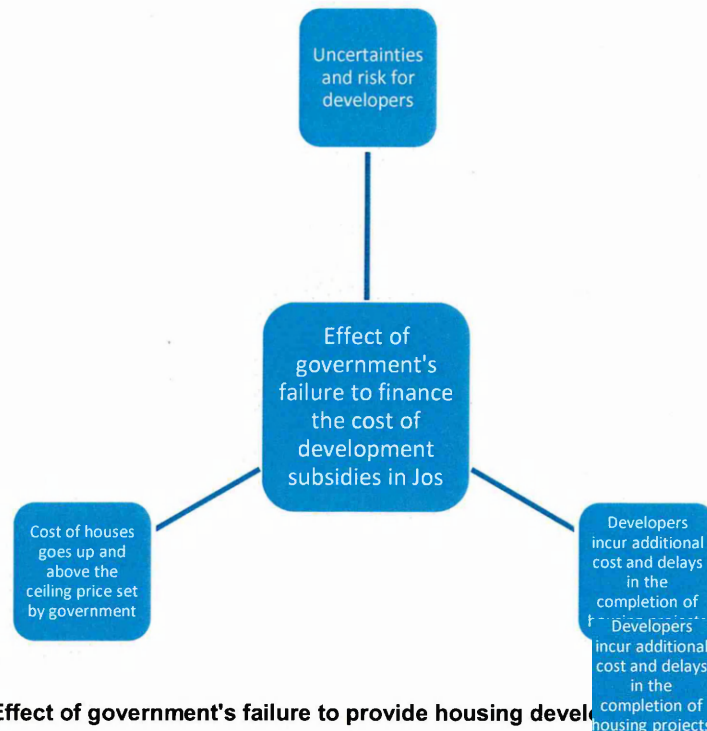 Uncertainties
and risk for
developers
Effect of
government's
failure to finance
the cost of
development
subsidies in Jos
Cost of houses
goes up and
above the
ceiling price set
by government
Developers
incur additional
cost and delays
in the
completion of
Developers
incur additional
cost and delays
in the
completion of
housing projects
Effect of government's failure to provide housing